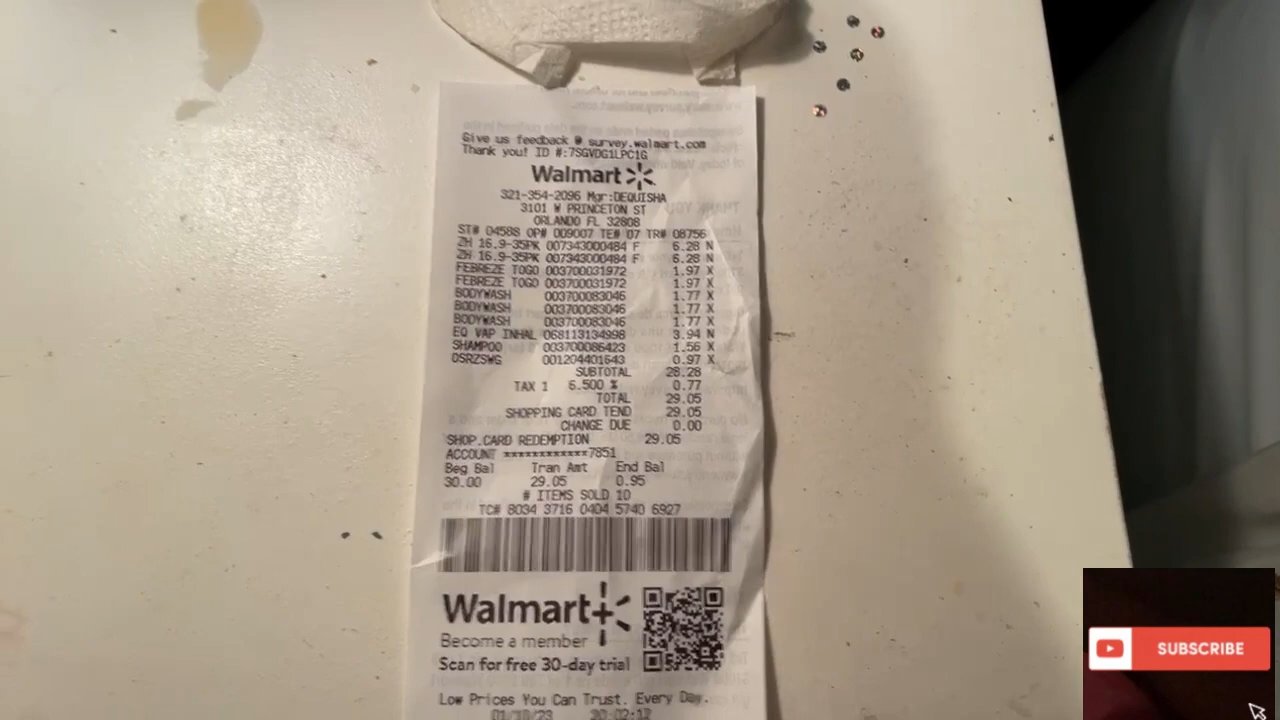 Give us feedback @ survey.walmart.com
Thank you! ID #:7SGVDG1LPC1G
Walmart
321-354-2096 Mgr:DEQUISHA
3101 W PRINCETON ST
ORLANDO FL 32808
ST# 04588 OP# 009007 TE# 07 TR# 08756
ZH 16.9-35PK 007343000484 F 6.28 N
ZH 16.9-35PK 007343000484 F 6.28 N
FEBREZE TOGO 003700031972 1.97 X
FEBREZE TOGO 003700031972 1.97 X
BODYWASH 003700083046 1.77 X
BODYWASH 003700083046 1.77 X
BODYWASH 003700083046 1.77 X
EQ VAP INHAL 068113134998 3.94 N
SHAMPOO 003700086423 1.56 X
OSRZSWG 001204401643 0.97 X
SUBTOTAL 28.28
TAX 1 6.500 % 0.77
TOTAL 29.05
SHOPPING CARD TEND 29.05
CHANGE DUE 0.00
SHOP.CARD REDEMPTION 29.05
ACCOUNT ************7851
Beg Bal Tran Amt End Bal
30.00 29.05 0.95
# ITEMS SOLD 10
TC# 8034 3716 0404 5740 6927
Walmart+
Become a member
Scan for free 30-day trial
Low Prices You Can Trust. Every Day.
20:02:12
SUBSCRIBE